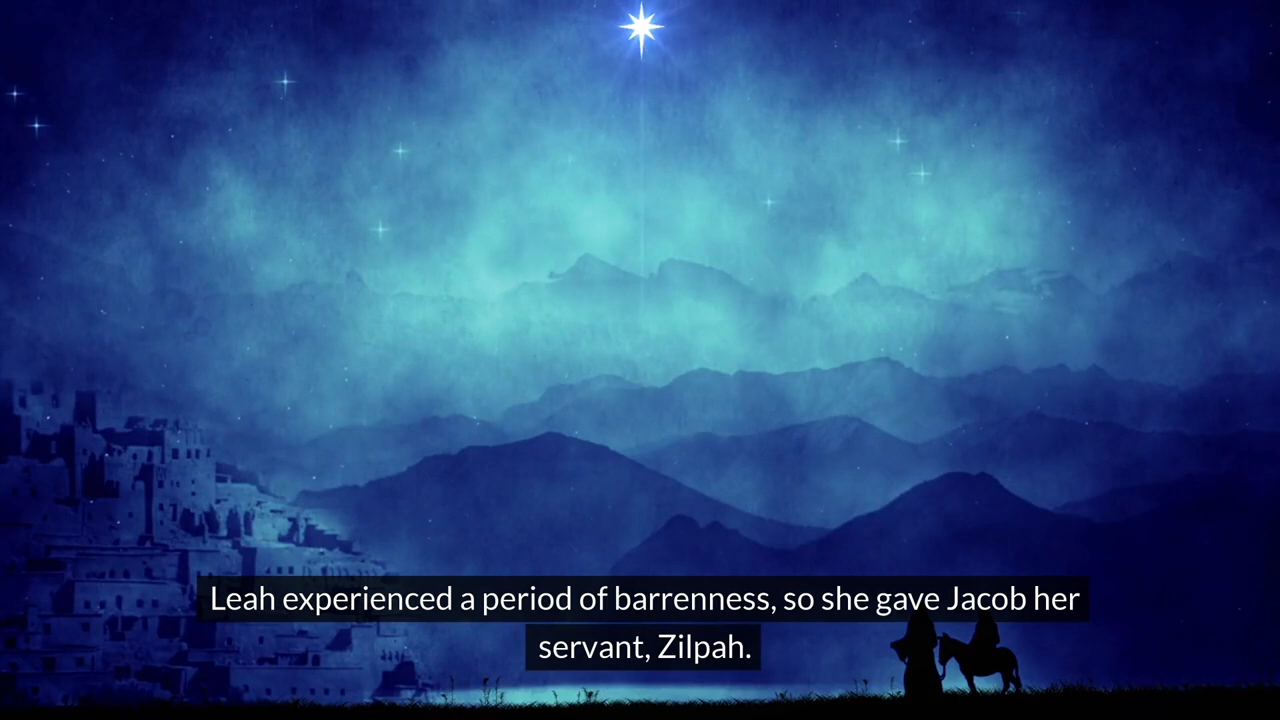 Leah experienced a period of barrenness, so she gave Jacob her
servant, Zilpah.